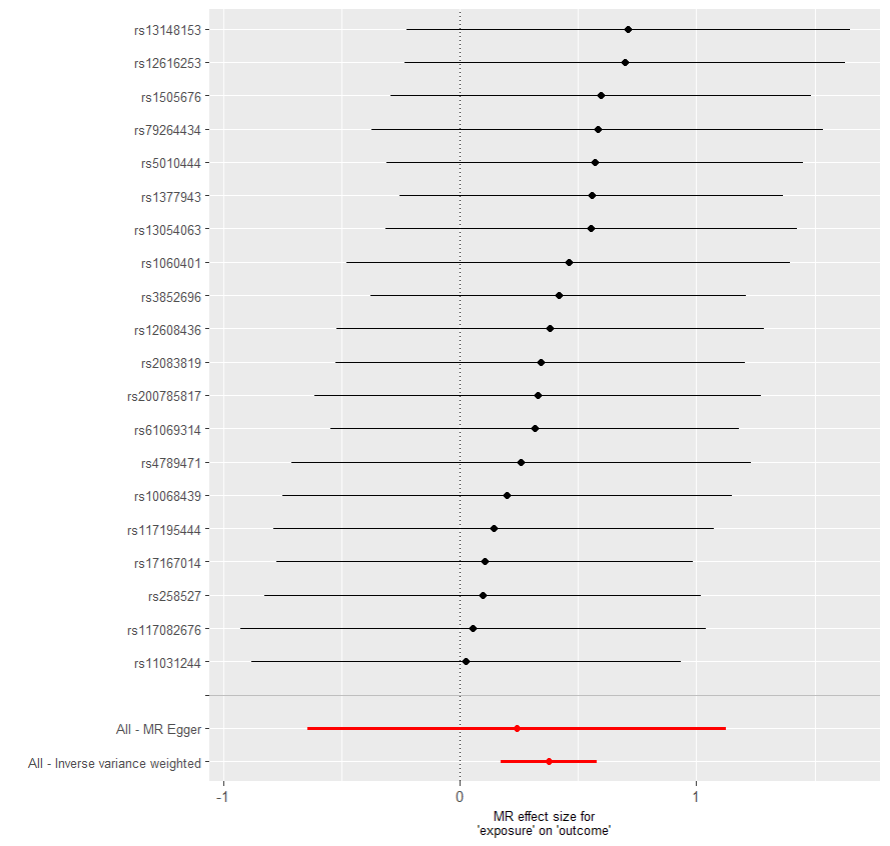 rs13148153
rs12616253
rs1505676
rs79264434
rs5010444
rs1377943
rs13054063
rs1060401
rs3852696
rs12608436
rs2083819
rs200785817
rs61069314
rs4789471
rs10068439
rs117195444
rs17167014
rs258527
rs117082676
rs11031244
All - MR Egger
All - Inverse variance weighted
-1 0 1
MR effect size for
'exposure' on 'outcome'